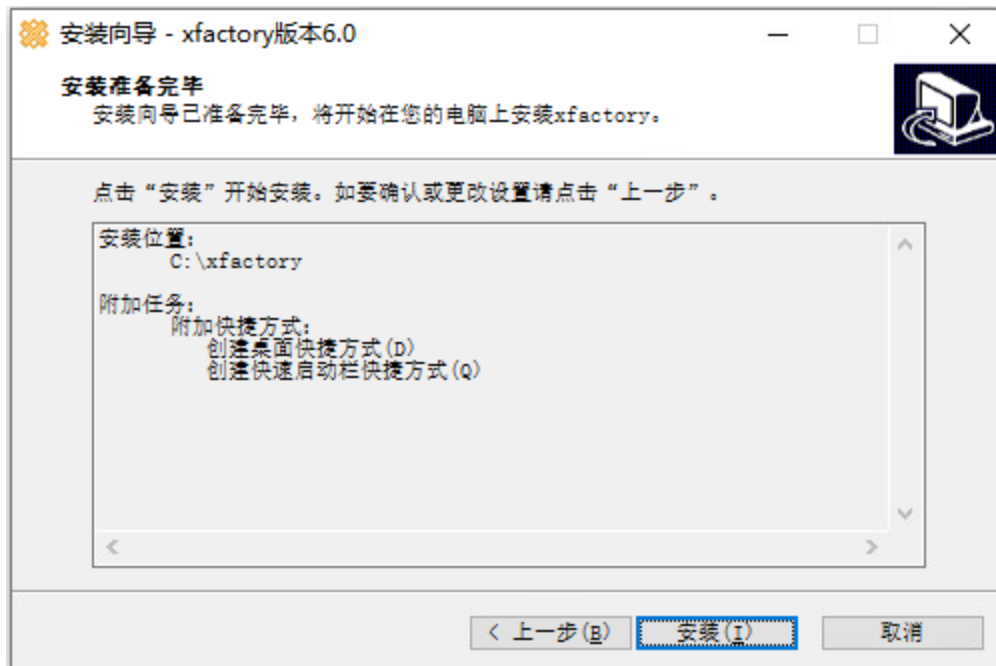 安装向导 - xfactory版本6.0
安装准备完毕
安装向导已准备完毕，将开始在您的电脑上安装xfactory。
点击“安装”开始安装。如要确认或更改设置请点击“上一步”。
安装位置:
C:\xfactory
附加任务:
附加快捷方式:
创建桌面快捷方式(D)
创建快速启动栏快捷方式(Q)
< 上一步(B) 安装(I) 取消